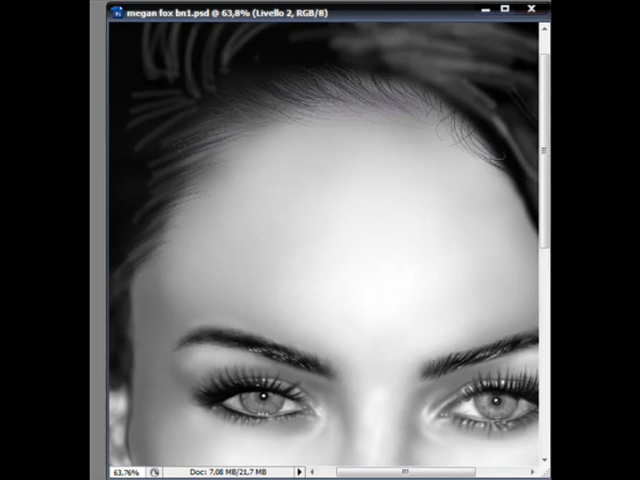 megan fox bn1.psd @ 63,8% (Livello 2, RGB/8)
63,76%
Doc: 7,08 MB/21,7 MB